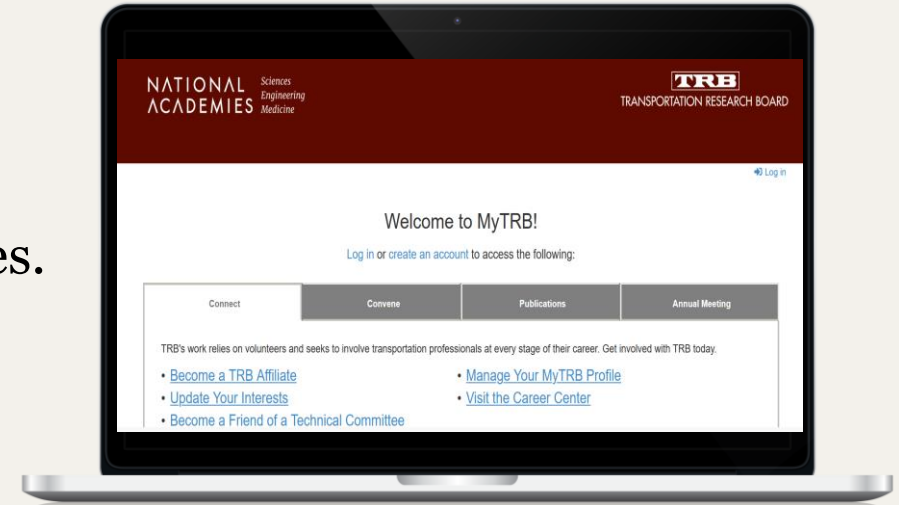 NATIONAL Sciences
ACADEMIES Engineering
Medicine
TRB
TRANSPORTATION RESEARCH BOARD
Log in
Welcome to MyTRB!
Log in or create an account to access the following:
es.
Connect Convene Publications Annual Meeting
TRB's work relies on volunteers and seeks to involve transportation professionals at every stage of their career. Get involved with TRB today.
• Become a TRB Affiliate • Manage Your MyTRB Profile
• Update Your Interests • Visit the Career Center
• Become a Friend of a Technical Committee